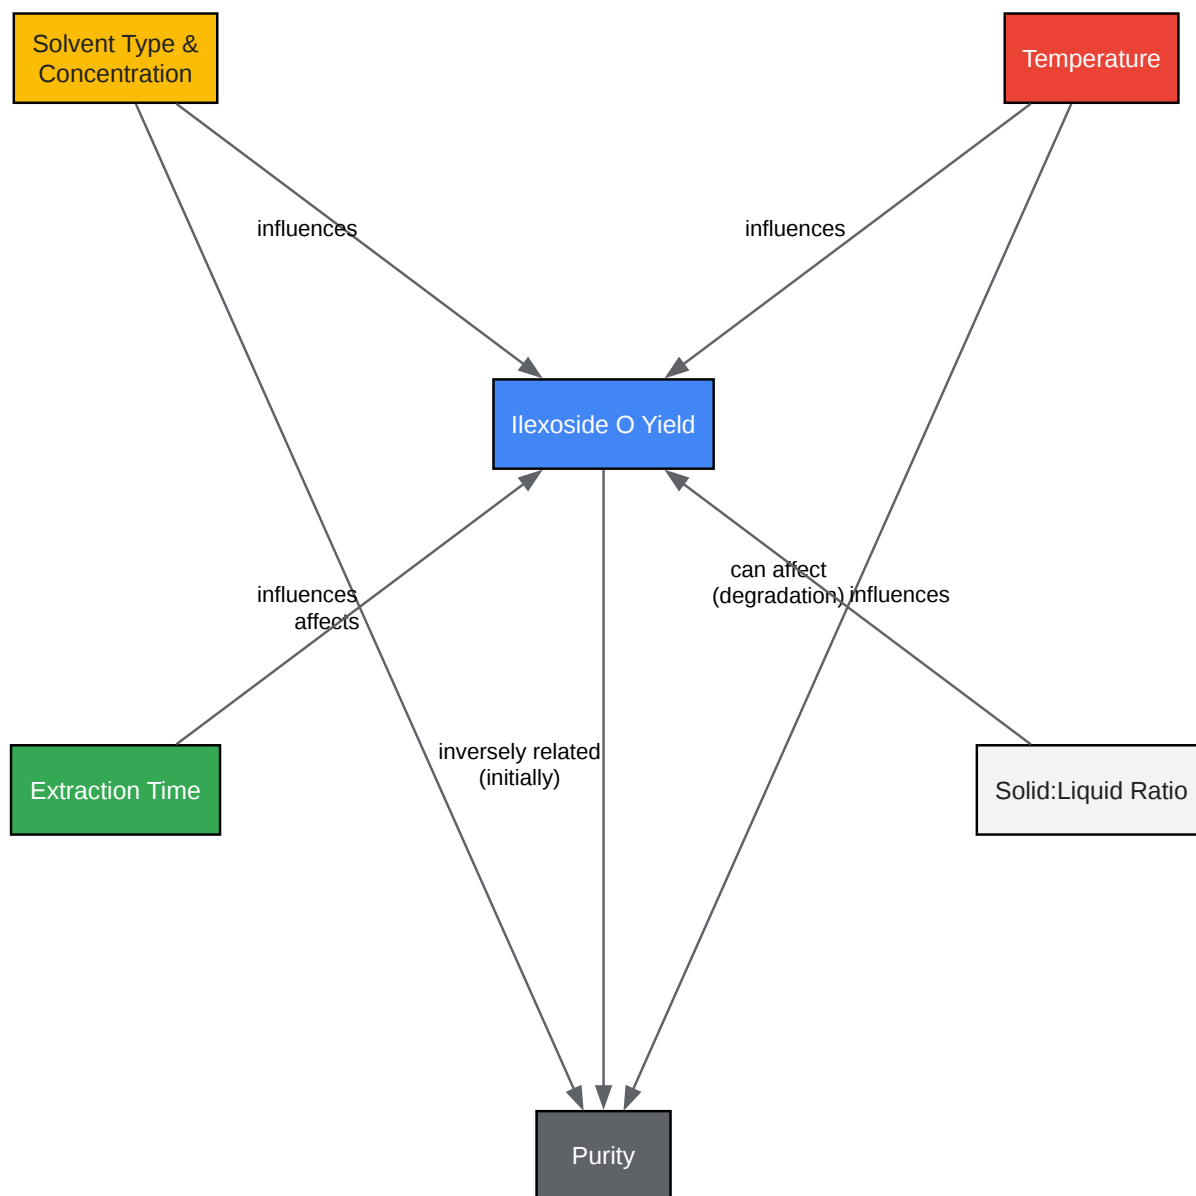 Solvent Type &
Concentration
Temperature
influences
influences
Ilexoside O Yield
can affect
(degradation)
influences
influences
affects
inversely related
(initially)
Extraction Time
Solid:Liquid Ratio
Purity